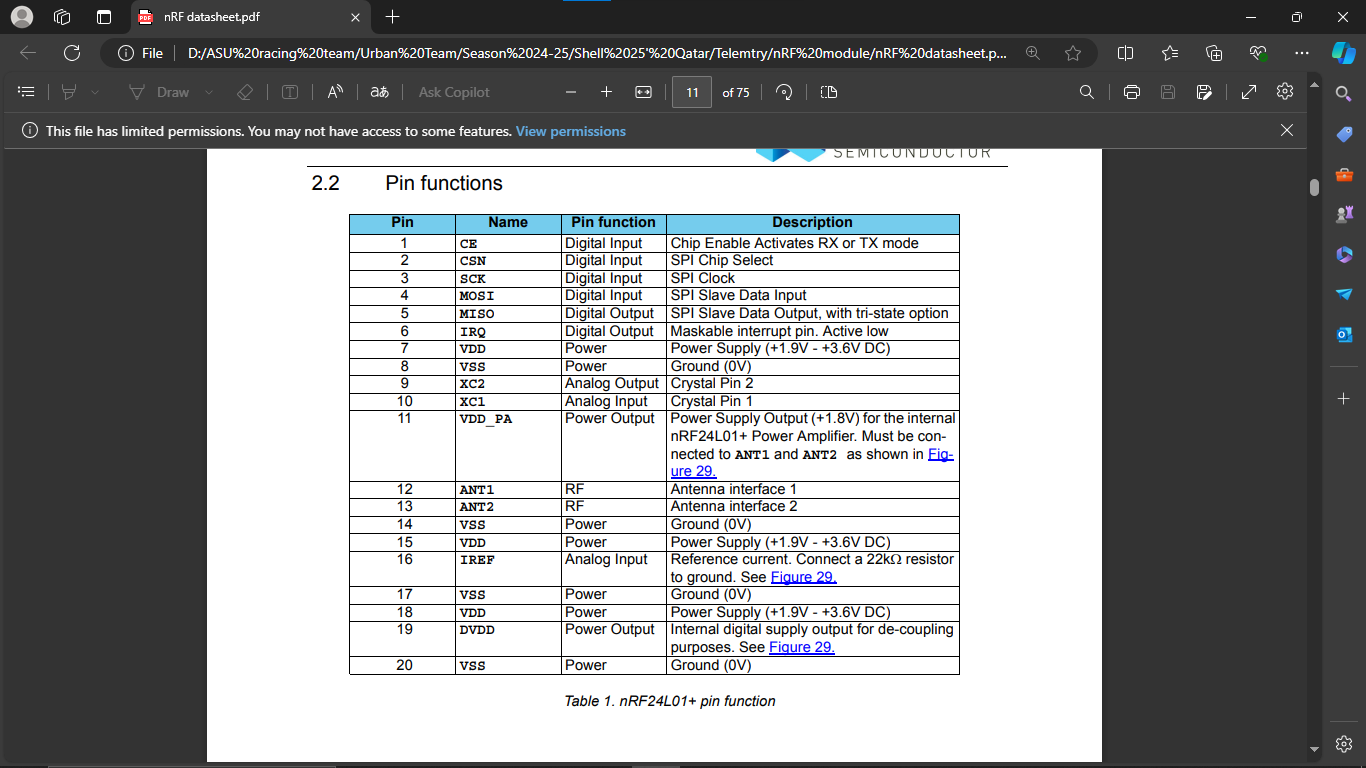 nRF datasheet.pdf
File D:/ASU%20racing%20team/Urban%20Team/Season%2024-25/Shell%2025'%20Qatar/Telemtry/nRF%20module/nRF%20datasheet.p...
Draw aあ Ask Copilot 11 of 75
This file has limited permissions. You may not have access to some features. View permissions
SEMICONDUCTOR
2.2 Pin functions
Pin Name Pin function Description
1 CE Digital Input Chip Enable Activates RX or TX mode
2 CSN Digital Input SPI Chip Select
3 SCK Digital Input SPI Clock
4 MOSI Digital Input SPI Slave Data Input
5 MISO Digital Output SPI Slave Data Output, with tri-state option
6 IRQ Digital Output Maskable interrupt pin. Active low
7 VDD Power Power Supply (+1.9V - +3.6V DC)
8 VSS Power Ground (0V)
9 XC2 Analog Output Crystal Pin 2
10 XC1 Analog Input Crystal Pin 1
11 VDD_PA Power Output Power Supply Output (+1.8V) for the internal
nRF24L01+ Power Amplifier. Must be con-
nected to ANT1 and ANT2 as shown in Fig-
ure 29.
12 ANT1 RF Antenna interface 1
13 ANT2 RF Antenna interface 2
14 VSS Power Ground (0V)
15 VDD Power Power Supply (+1.9V - +3.6V DC)
16 IREF Analog Input Reference current. Connect a 22kΩ resistor
to ground. See Figure 29.
17 VSS Power Ground (0V)
18 VDD Power Power Supply (+1.9V - +3.6V DC)
19 DVDD Power Output Internal digital supply output for de-coupling
purposes. See Figure 29.
20 VSS Power Ground (0V)
Table 1. nRF24L01+ pin function